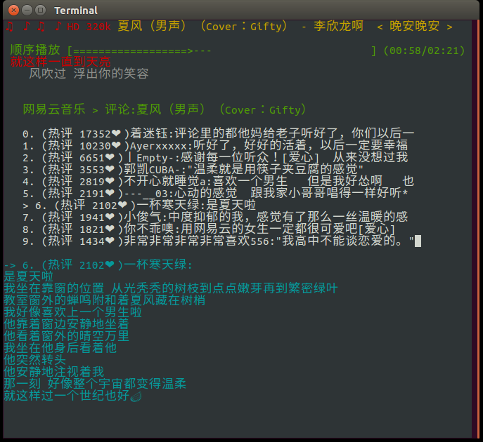 Terminal
♫ ♪ ♫ ♪ HD 320k 夏风（男声）（Cover：Gifty） - 李欣龙啊 < 晚安晚安 >
顺序播放 [==================>--- ] (00:58/02:21)
就这样一直到天真
风吹过 浮出你的笑容
网易云音乐 > 评论:夏风（男声）（Cover：Gifty）
0. (热评 17352❤)着迷钰:评论里的都他妈给老子听好了，你们以后一
1. (热评 10230❤)Ayerxxxxx:听好了，好好的活着，以后一定要幸福
2. (热评 6651❤)丨Empty-:感谢每一位听众！[爱心] 从来没想过我
3. (热评 3553❤)郭凯CUBA-:"温柔就是用筷子夹豆腐的感觉"
4. (热评 2819❤)不开心就睡觉a:喜欢一个男生 但是我好怂啊 也
5. (热评 2191❤)--- 03:心动的感觉 跟我家小哥哥唱得一样好听*
> 6. (热评 2102❤)一杯寒天绿:是夏天啦
7. (热评 1941❤)小俊气:中度抑郁的我，感觉有了那么一丝温暖的感
8. (热评 1821❤)你不乖噢:用网易云的女生一定都很可爱吧[爱心]
9. (热评 1434❤)非常非常非常非常喜欢556:"我高中不能谈恋爱的。"
-> 6. (热评 2102❤)一杯寒天绿:
是夏天啦
我坐在靠窗的位置 从光秃秃的树枝到点点嫩芽再到繁密绿叶
教室窗外的蝉鸣附和着夏风藏在树梢
我好像喜欢上一个男生啦
他靠着窗边安静地坐着
他看着窗外的晴空万里
我坐在他身后看着他
他突然转头
他安静地注视着我
那一刻 好像整个宇宙都变得温柔
就这样过一个世纪也好